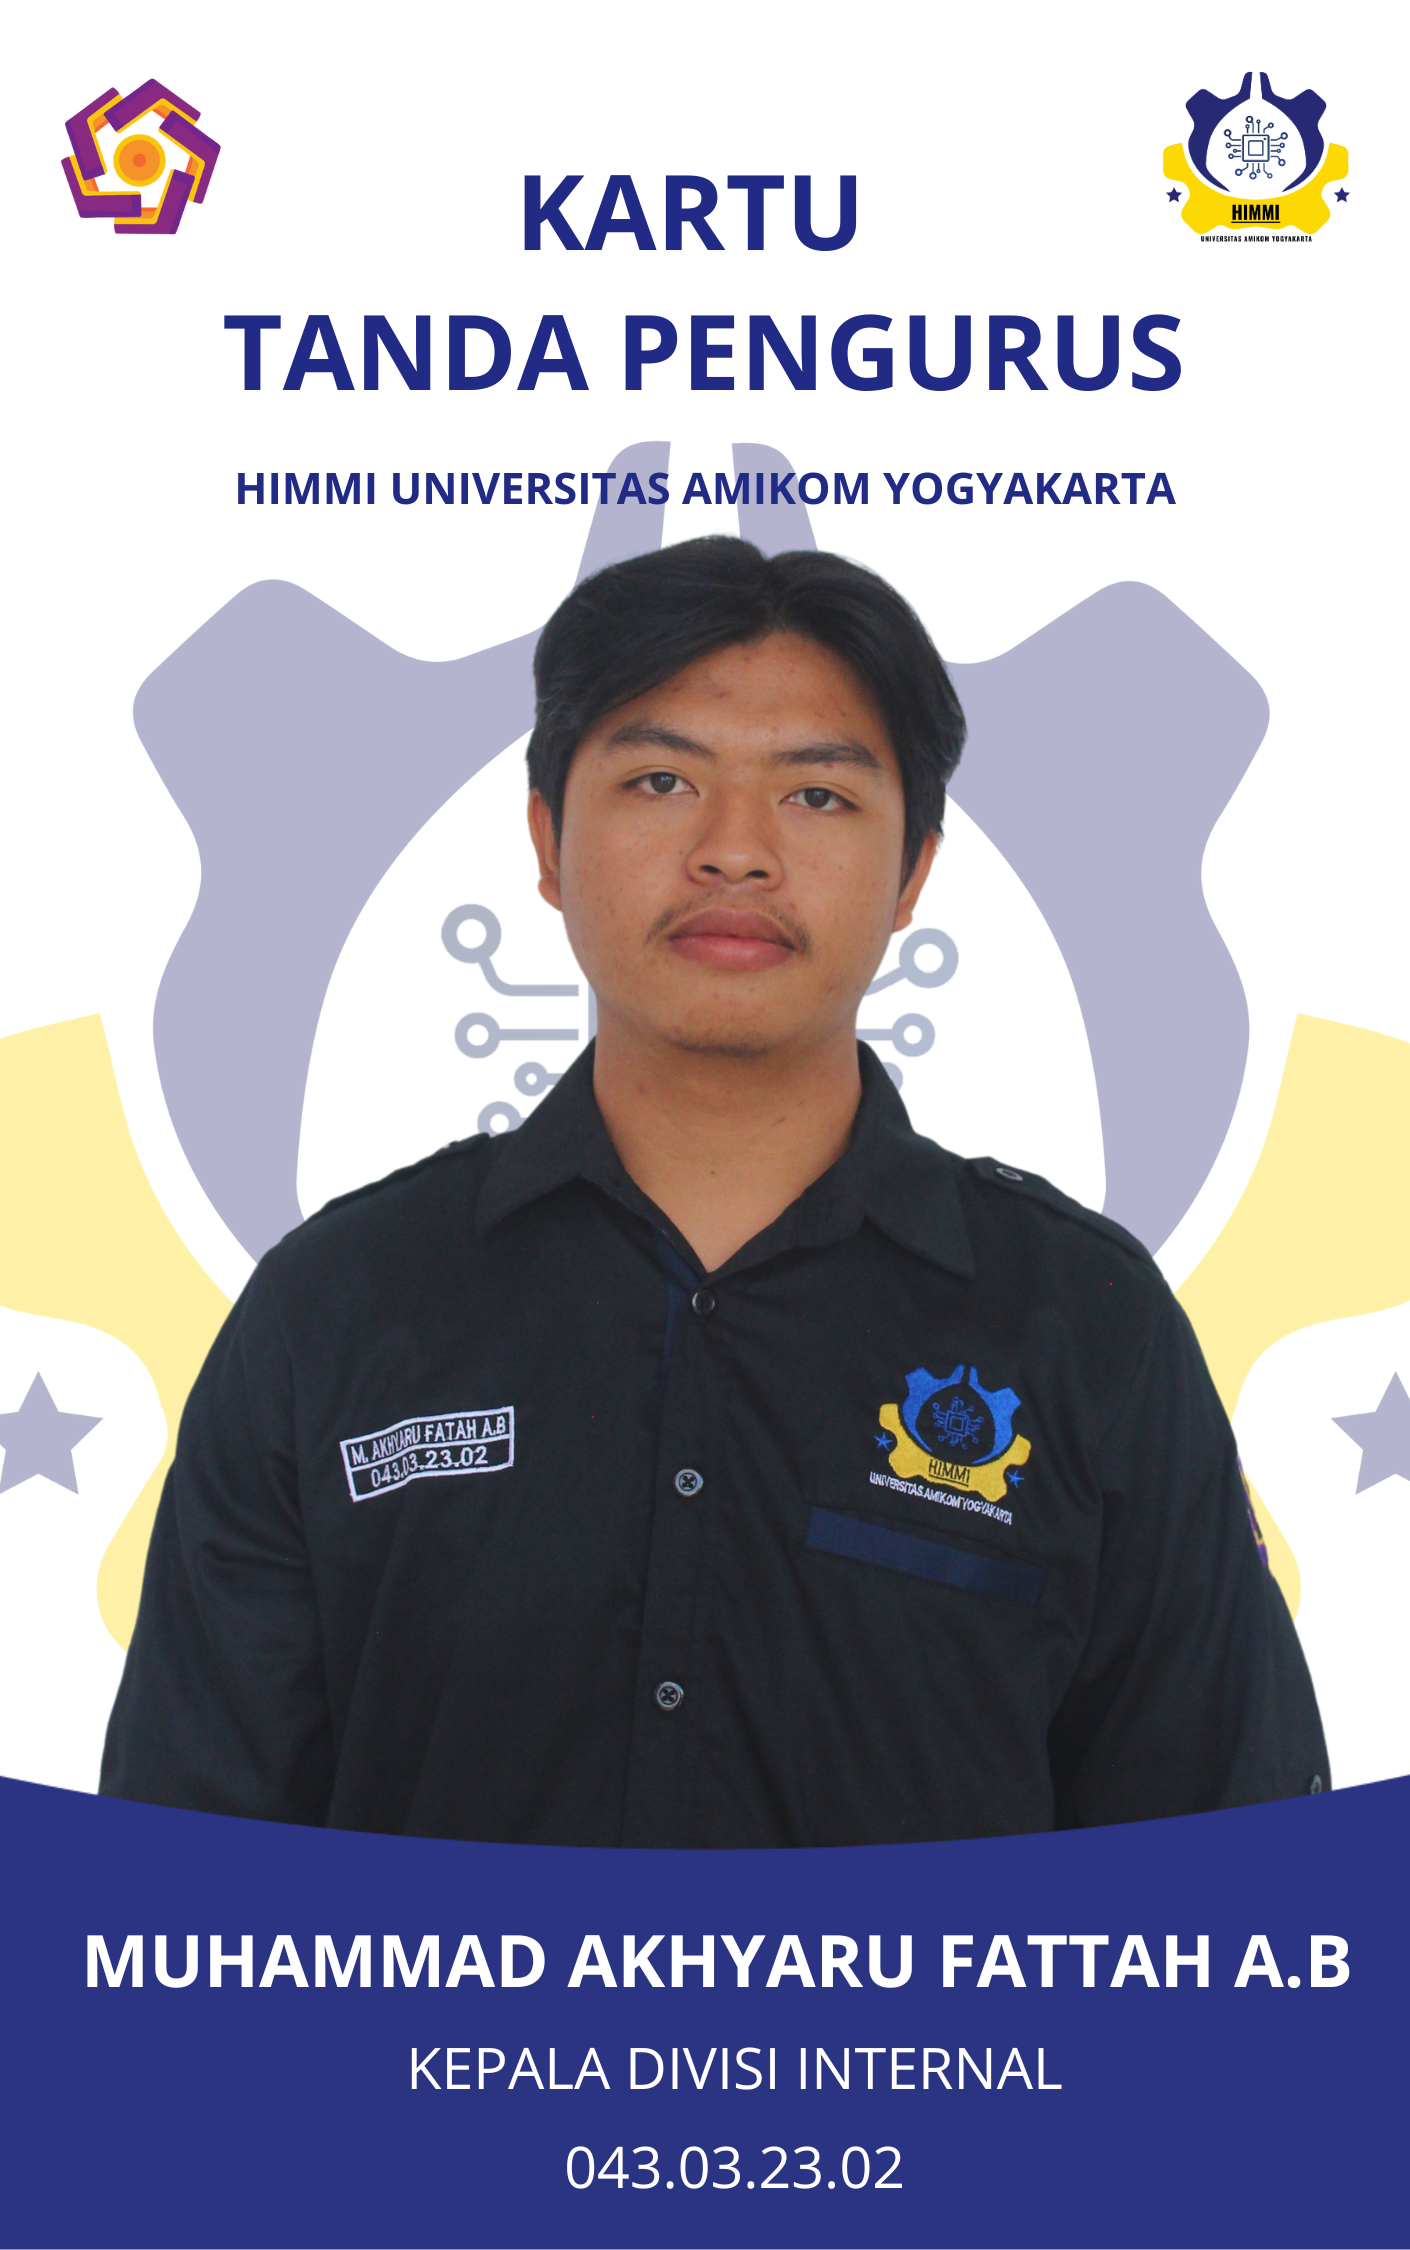 HIMMI
UNIVERSITAS AMIKOM YOGYAKARTA
KARTU
TANDA PENGURUS
HIMMI UNIVERSITAS AMIKOM YOGYAKARTA
M. AKHYARU FATAH A.B
043.03.23.02
HIMMI
UNIVERSITAS AMIKOM YOGYAKARTA
MUHAMMAD AKHYARU FATTAH A.B
KEPALA DIVISI INTERNAL
043.03.23.02